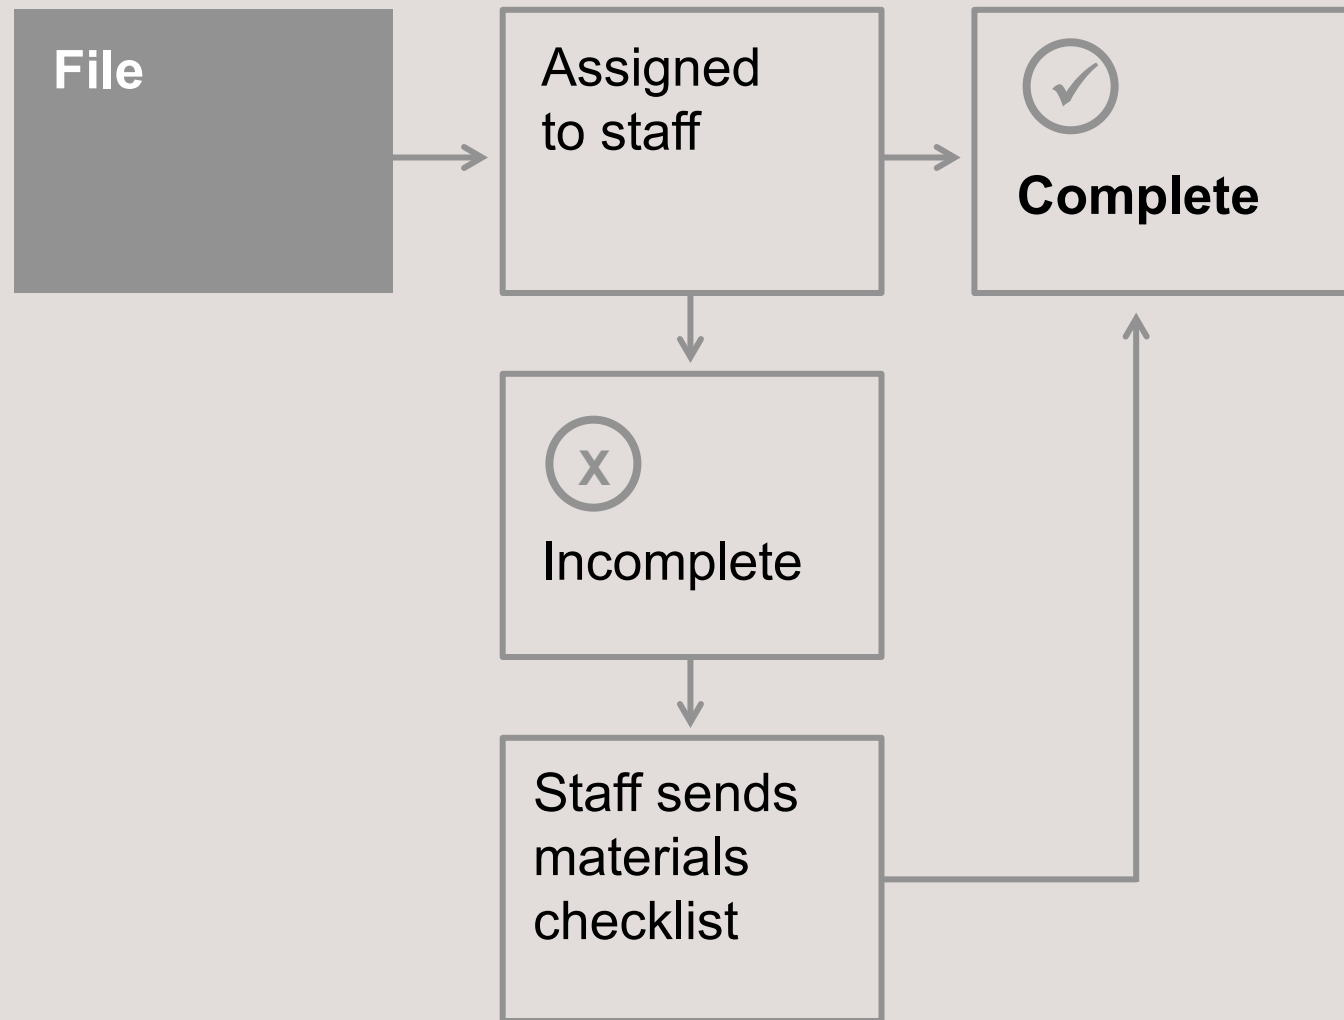 File
Assigned
to staff
✓
Complete
x
Incomplete
Staff sends
materials
checklist